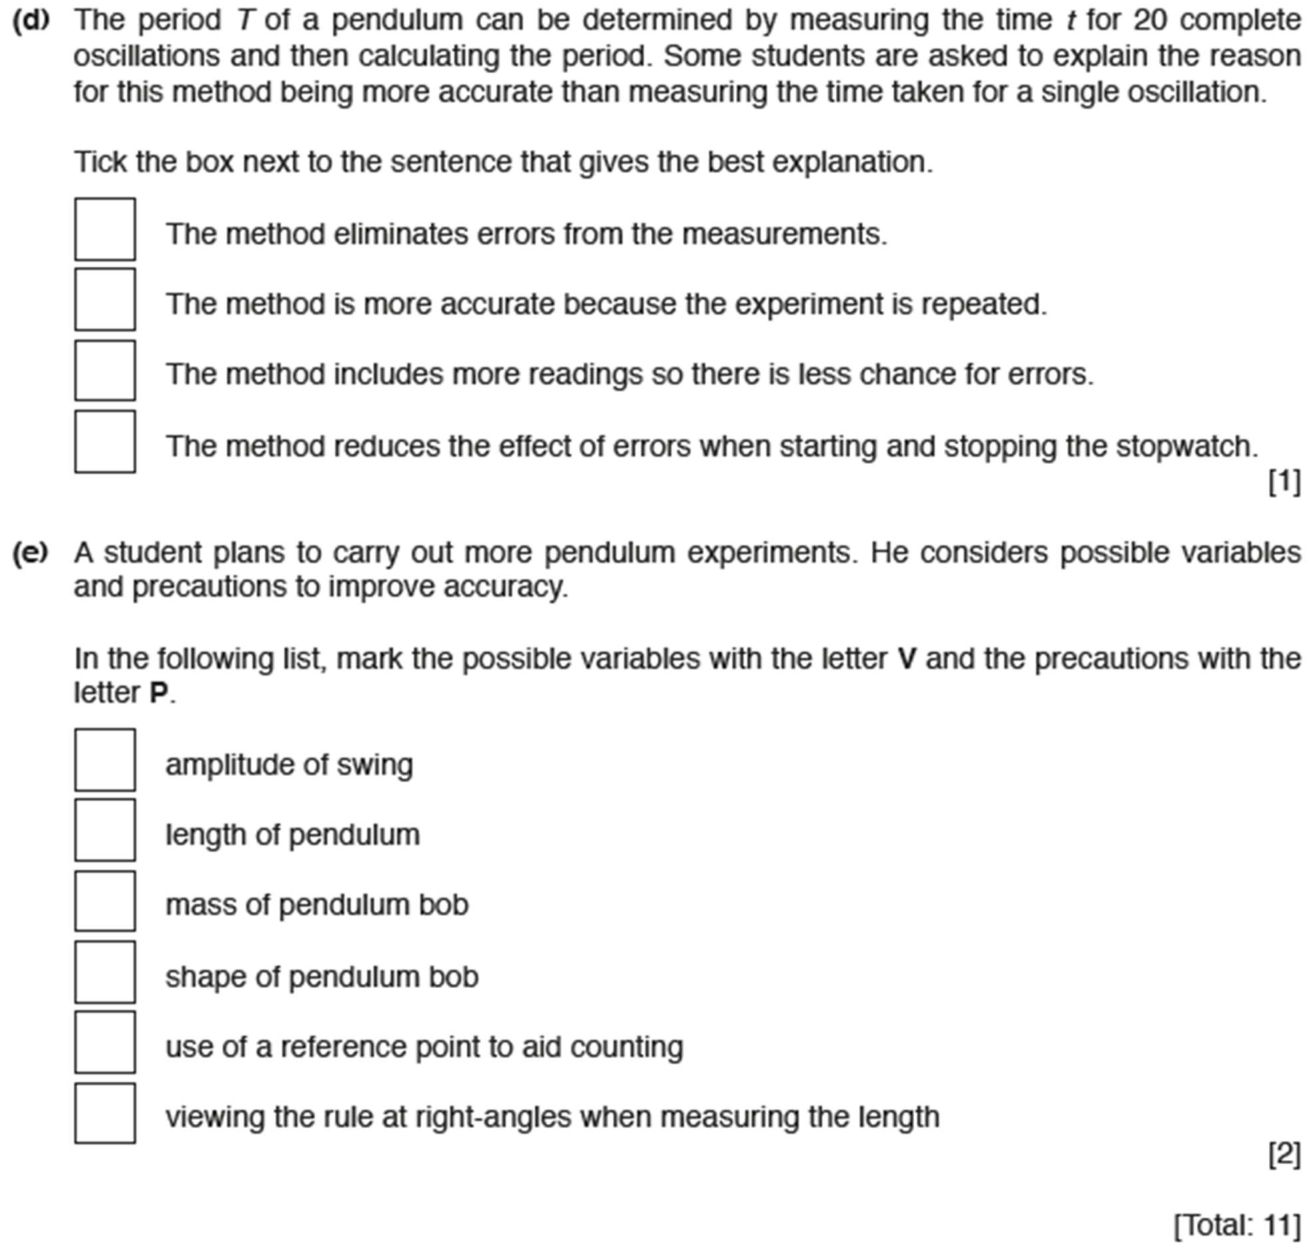 (d) The period T of a pendulum can be determined by measuring the time t for 20 complete
oscillations and then calculating the period. Some students are asked to explain the reason
for this method being more accurate than measuring the time taken for a single oscillation.
Tick the box next to the sentence that gives the best explanation.
The method eliminates errors from the measurements.
The method is more accurate because the experiment is repeated.
The method includes more readings so there is less chance for errors.
The method reduces the effect of errors when starting and stopping the stopwatch.
[1]
(e) A student plans to carry out more pendulum experiments. He considers possible variables
and precautions to improve accuracy.
In the following list, mark the possible variables with the letter V and the precautions with the
letter P.
amplitude of swing
length of pendulum
mass of pendulum bob
shape of pendulum bob
use of a reference point to aid counting
viewing the rule at right-angles when measuring the length
[2]
[Total: 11]